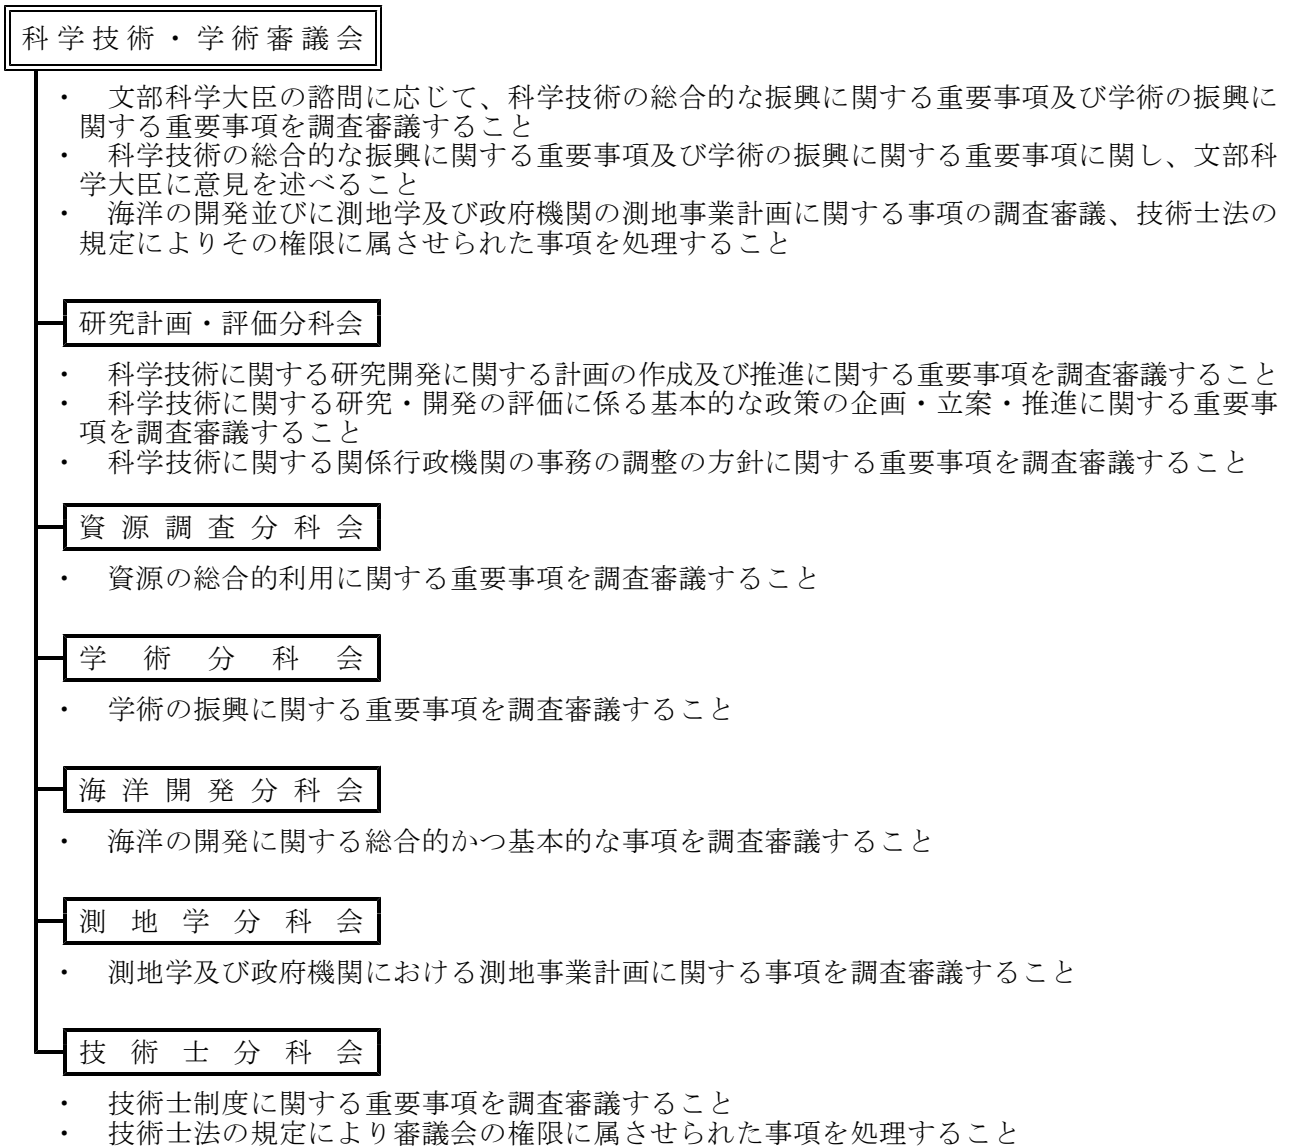 科学技術・学術審議会
・　文部科学大臣の諮問に応じて、科学技術の総合的な振興に関する重要事項及び学術の振興に
関する重要事項を調査審議すること
・　科学技術の総合的な振興に関する重要事項及び学術の振興に関する重要事項に関し、文部科
学大臣に意見を述べること
・　海洋の開発並びに測地学及び政府機関の測地事業計画に関する事項の調査審議、技術士法の
規定によりその権限に属させられた事項を処理すること
研究計画・評価分科会
・　科学技術に関する研究開発に関する計画の作成及び推進に関する重要事項を調査審議すること
・　科学技術に関する研究・開発の評価に係る基本的な政策の企画・立案・推進に関する重要事
項を調査審議すること
・　科学技術に関する関係行政機関の事務の調整の方針に関する重要事項を調査審議すること
資源調査分科会
・　資源の総合的利用に関する重要事項を調査審議すること
学術分科会
・　学術の振興に関する重要事項を調査審議すること
海洋開発分科会
・　海洋の開発に関する総合的かつ基本的な事項を調査審議すること
測地学分科会
・　測地学及び政府機関における測地事業計画に関する事項を調査審議すること
技術士分科会
・　技術士制度に関する重要事項を調査審議すること
・　技術士法の規定により審議会の権限に属させられた事項を処理すること